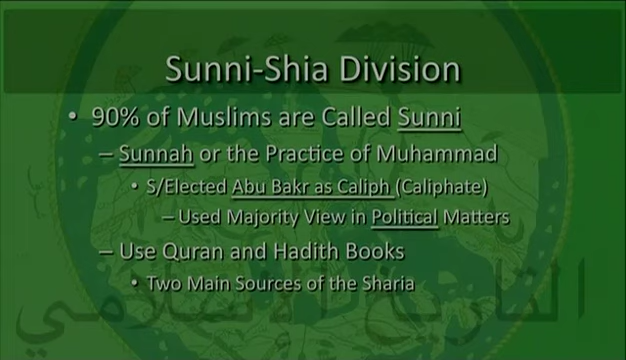 Sunni-Shia Division
• 90% of Muslims are Called Sunni
– Sunnah or the Practice of Muhammad
• S/Elected Abu Bakr as Caliph (Caliphate)
– Used Majority View in Political Matters
– Use Quran and Hadith Books
• Two Main Sources of the Sharia
التاريخ الإسلامي